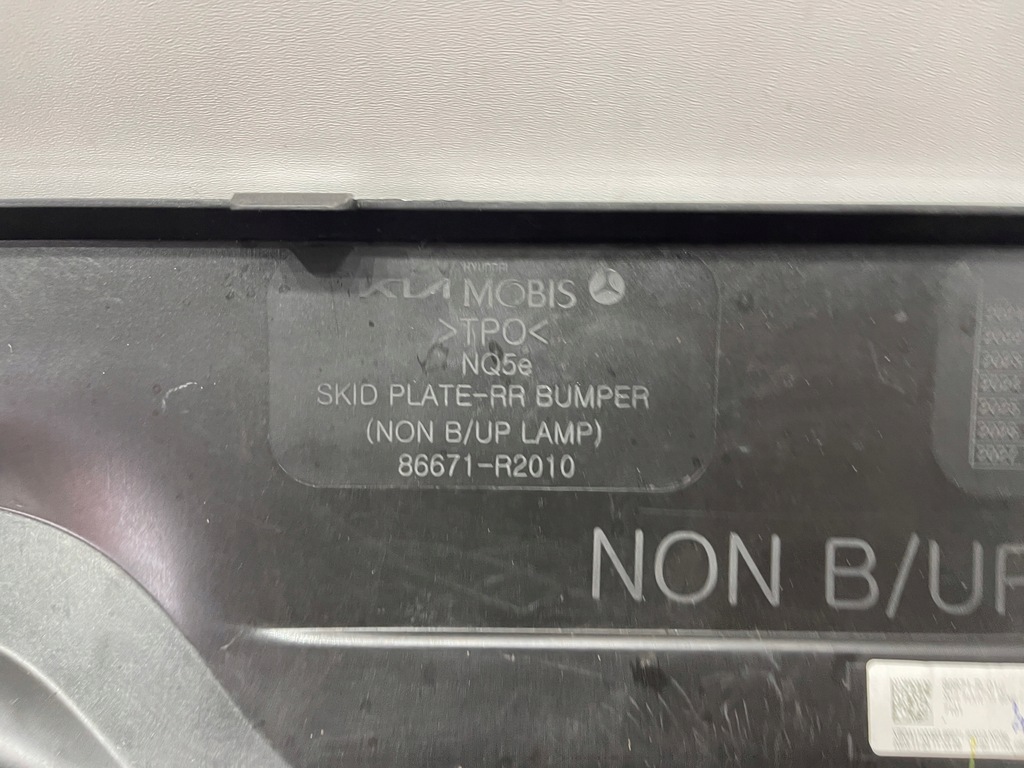 HYUNDAI
KIA MOBIS
>TPO<
NQ5e
SKID PLATE-RR BUMPER
(NON B/UP LAMP)
86671-R2010
NON B/UP